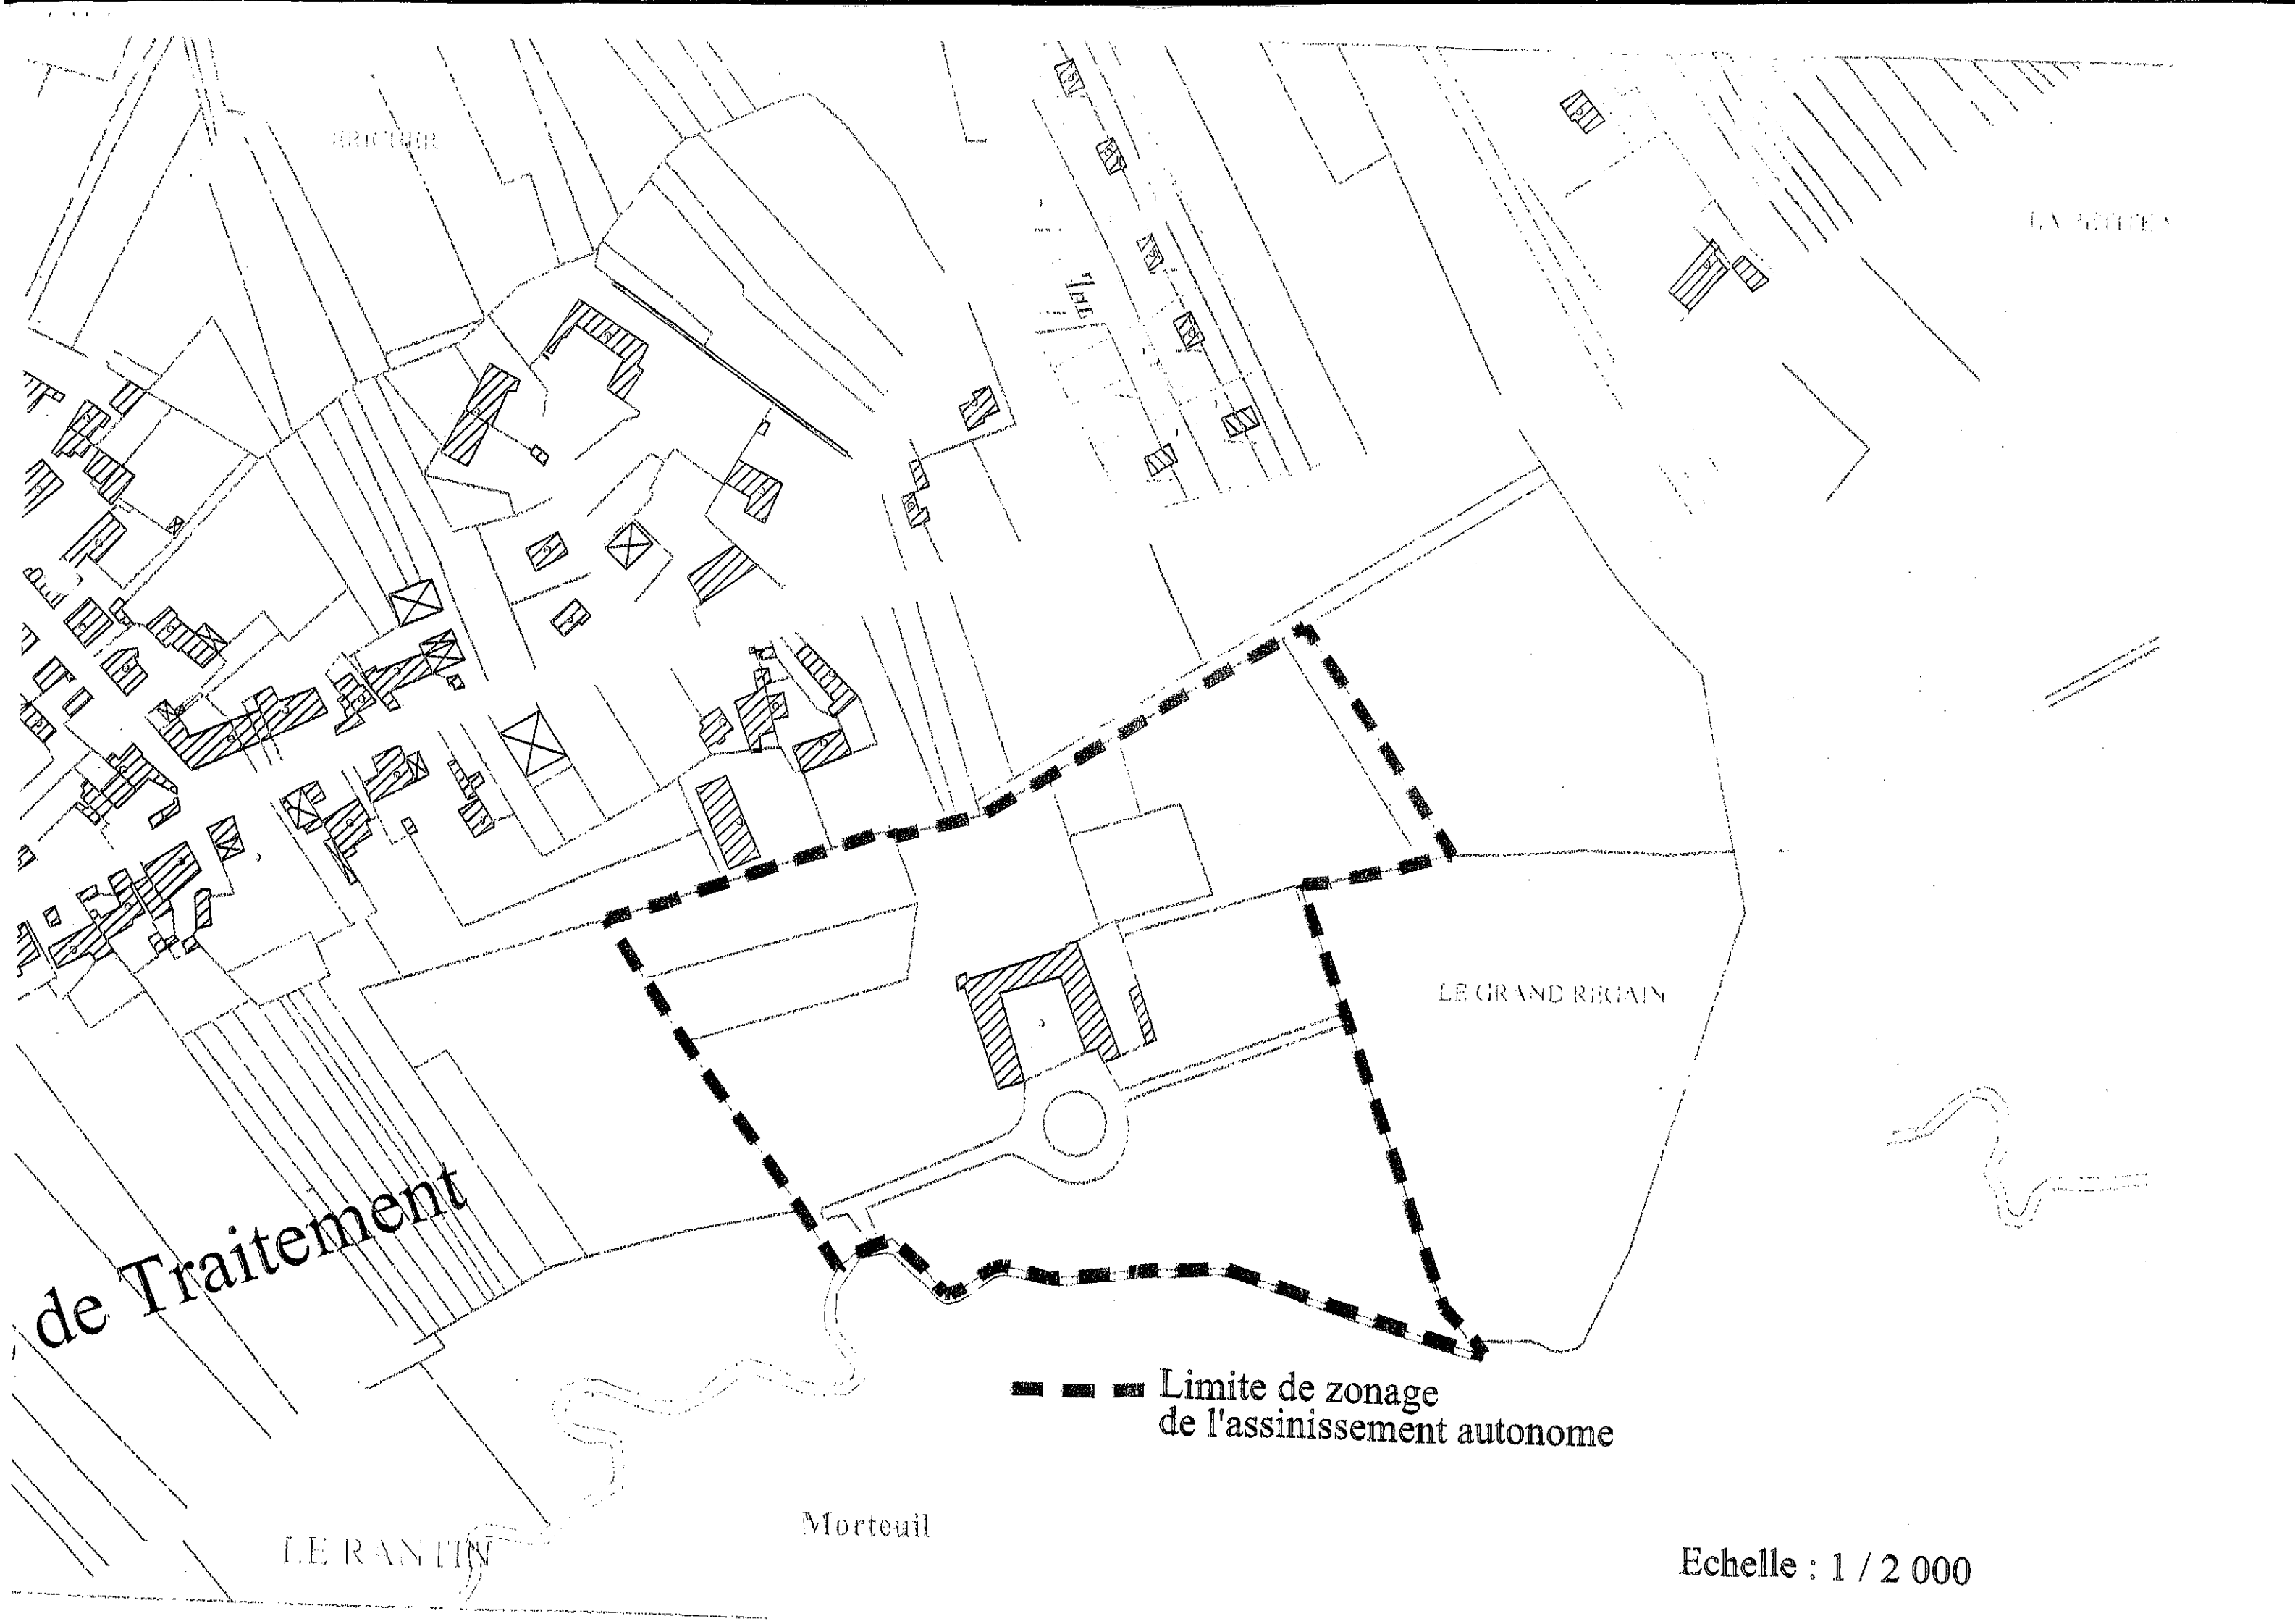 LE GRAND REGAIN
de Traitement
Limite de zonage
de l'assinissement autonome
Morteuil
LE RANTIN
Echelle : 1 / 2 000